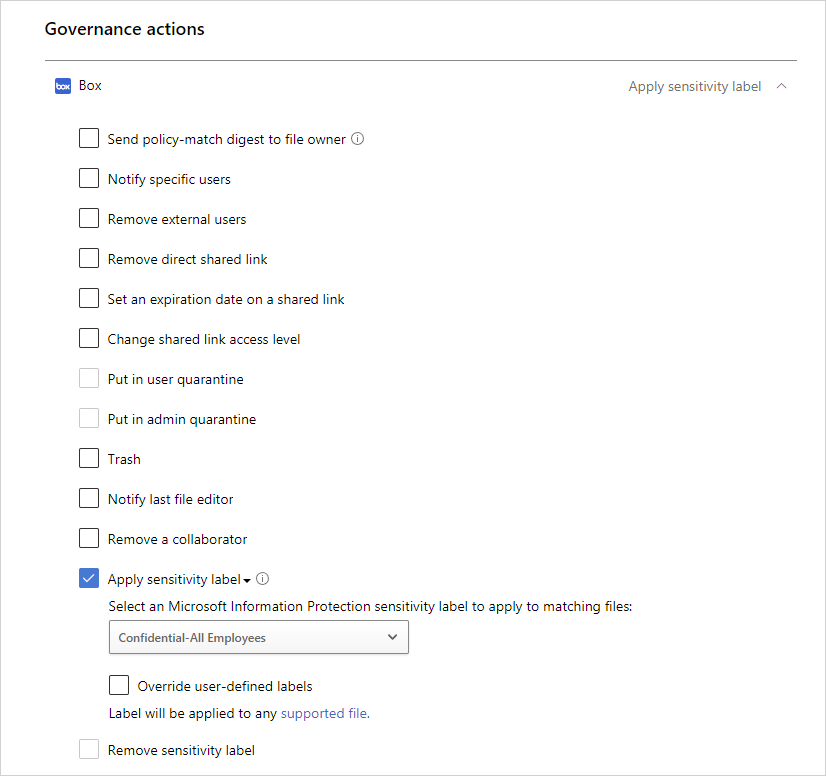 Governance actions
box Box Apply sensitivity label
Send policy-match digest to file owner
Notify specific users
Remove external users
Remove direct shared link
Set an expiration date on a shared link
Change shared link access level
Put in user quarantine
Put in admin quarantine
Trash
Notify last file editor
Remove a collaborator
Apply sensitivity label
Select an Microsoft Information Protection sensitivity label to apply to matching files:
Confidential-All Employees
Override user-defined labels
Label will be applied to any supported file.
Remove sensitivity label